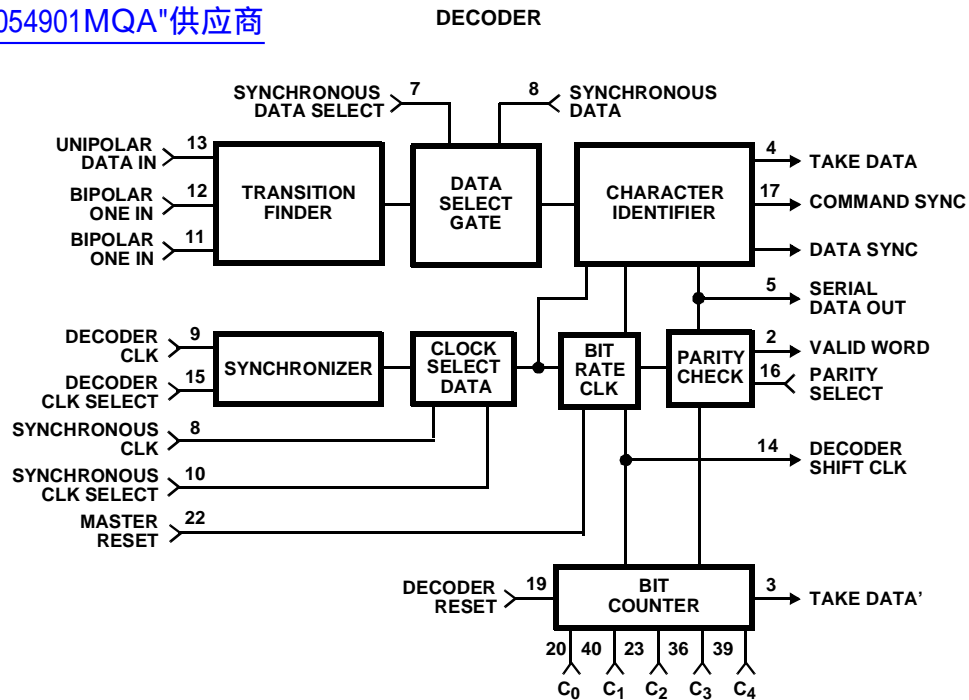 054901MQA"供应商
DECODER
SYNCHRONOUS
DATA SELECT
7
8
SYNCHRONOUS
DATA
UNIPOLAR
DATA IN
13
BIPOLAR
ONE IN
12
BIPOLAR
ONE IN
11
TRANSITION
FINDER
DATA
SELECT
GATE
CHARACTER
IDENTIFIER
4
TAKE DATA
17
COMMAND SYNC
DATA SYNC
5
SERIAL
DATA OUT
DECODER
CLK
9
DECODER
CLK SELECT
15
SYNCHRONIZER
CLOCK
SELECT
DATA
BIT
RATE
CLK
PARITY
CHECK
2
VALID WORD
16
PARITY
SELECT
SYNCHRONOUS
CLK
8
SYNCHRONOUS
CLK SELECT
10
MASTER
RESET
22
14
DECODER
SHIFT CLK
DECODER
RESET
19
BIT
COUNTER
3
TAKE DATA'
20 40 23 36 39
C0 C1 C2 C3 C4